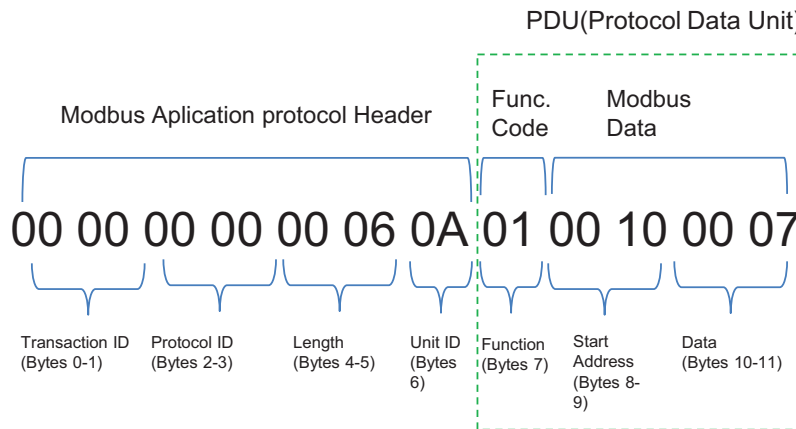 PDU(Protocol Data Unit)
Modbus Aplication protocol Header
Func.
Code
Modbus
Data
00 00 00 00 00 06 0A 01 00 10 00 07
Transaction ID
(Bytes 0-1)
Protocol ID
(Bytes 2-3)
Length
(Bytes 4-5)
Unit ID
(Bytes
6)
Function
(Bytes 7)
Start
Address
(Bytes 8-
9)
Data
(Bytes 10-11)